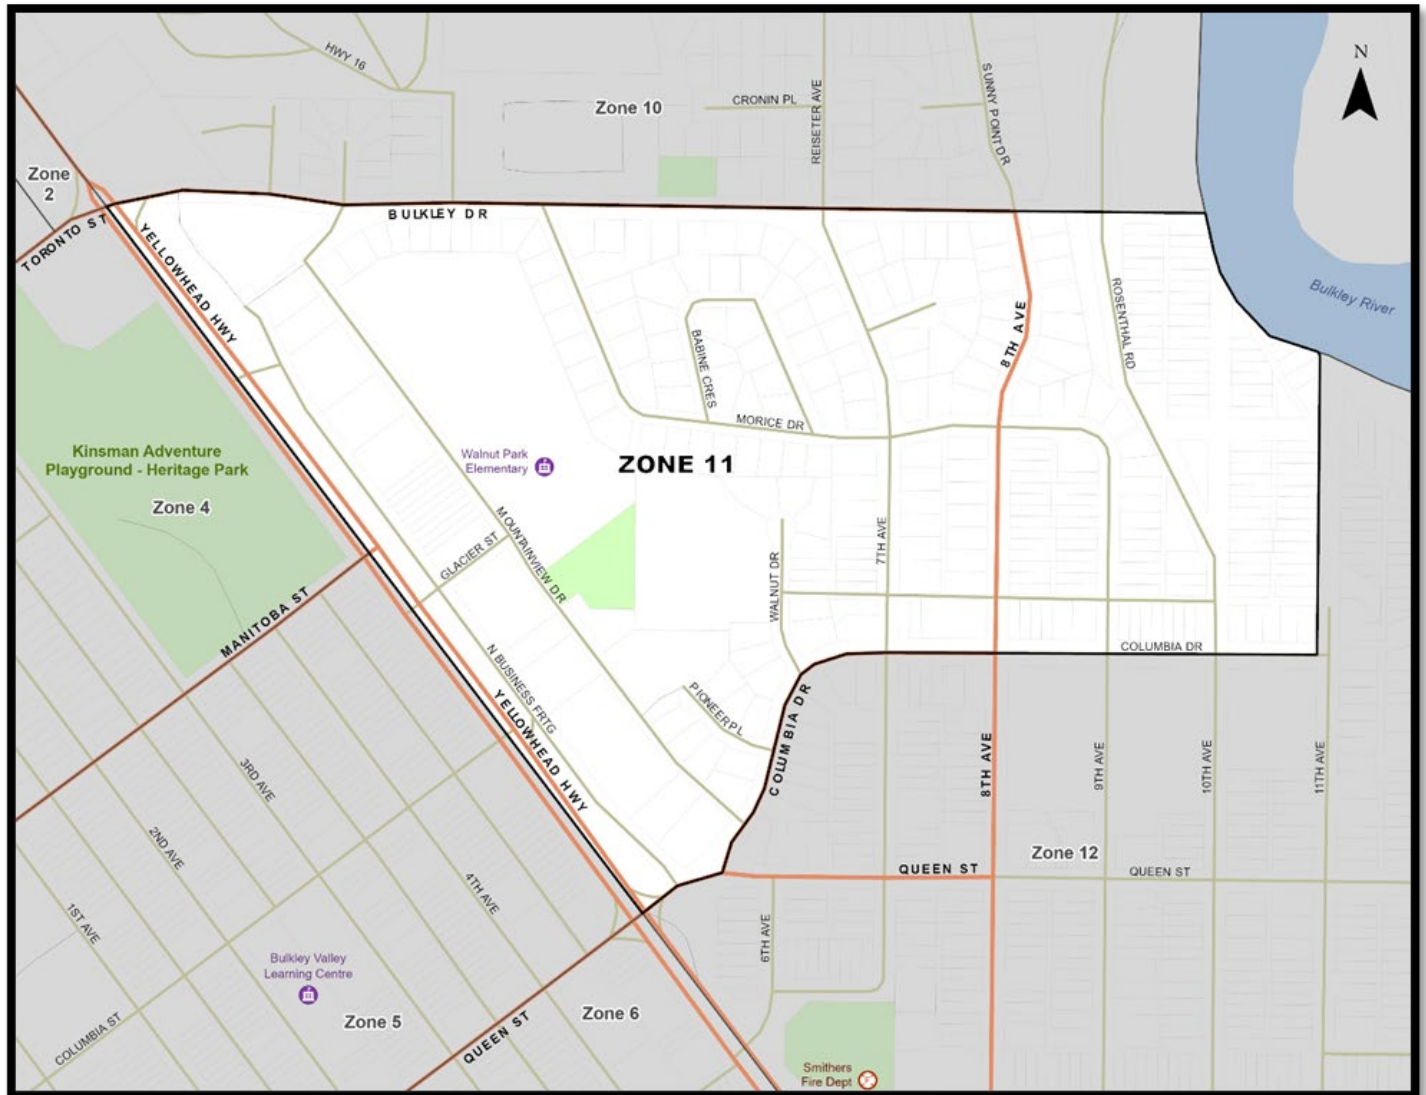 N
HWY 16
Zone 10
CRONIN PL
REISETER AVE
SUNNY POINT DR
Zone
2
TORONTO ST
BULKLEY DR
YELLOWHEAD HWY
Bulkley River
ROSENTHAL RD
8TH AVE
BABINE CRES
MORICE DR
Kinsman Adventure
Playground - Heritage Park
Zone 4
Walnut Park
Elementary
ZONE 11
MOUNTAINVIEW DR
GLACIER ST
7TH AVE
WALNUT DR
MANITOBA ST
COLUMBIA DR
N BUSINESS FRTG
YELLOWHEAD HWY
PIONEER PL
COLUMBIA DR
3RD AVE
8TH AVE
9TH AVE
10TH AVE
11TH AVE
2ND AVE
4TH AVE
1ST AVE
Zone 12
QUEEN ST
QUEEN ST
6TH AVE
Bulkley Valley
Learning Centre
Zone 5
Zone 6
QUEEN ST
COLUMBIA ST
Smithers
Fire Dept